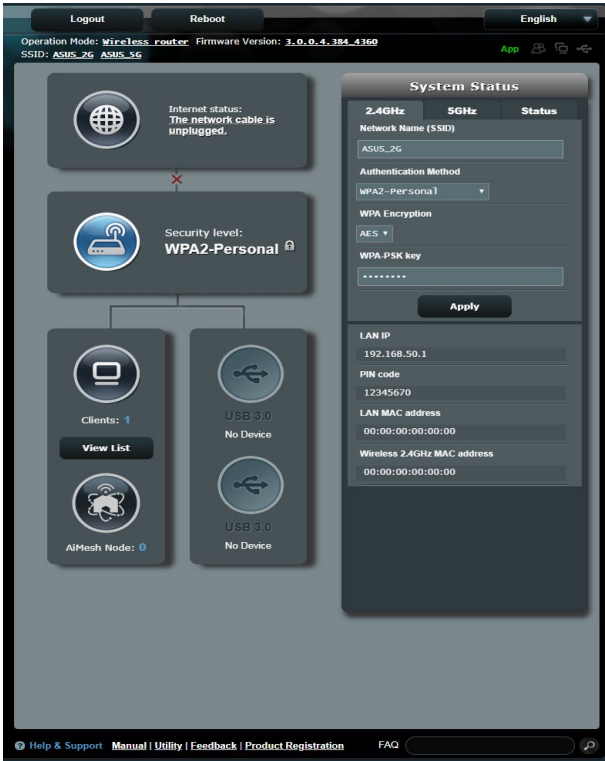 Logout Reboot English
Operation Mode: Wireless router Firmware Version: 3.0.0.4.384_4360
SSID: ASUS_2G ASUS_5G
App
Internet status:
The network cable is
unplugged.
Security level:
WPA2-Personal
Clients: 1
View List
AiMesh Node: 0
USB 3.0
No Device
USB 3.0
No Device
System Status
2.4GHz 5GHz Status
Network Name (SSID)
ASUS_2G
Authentication Method
WPA2-Personal
WPA Encryption
AES
WPA-PSK key
••••••••
Apply
LAN IP
192.168.50.1
PIN code
12345670
LAN MAC address
00:00:00:00:00:00
Wireless 2.4GHz MAC address
00:00:00:00:00:00
Help & Support Manual | Utility | Feedback | Product Registration FAQ